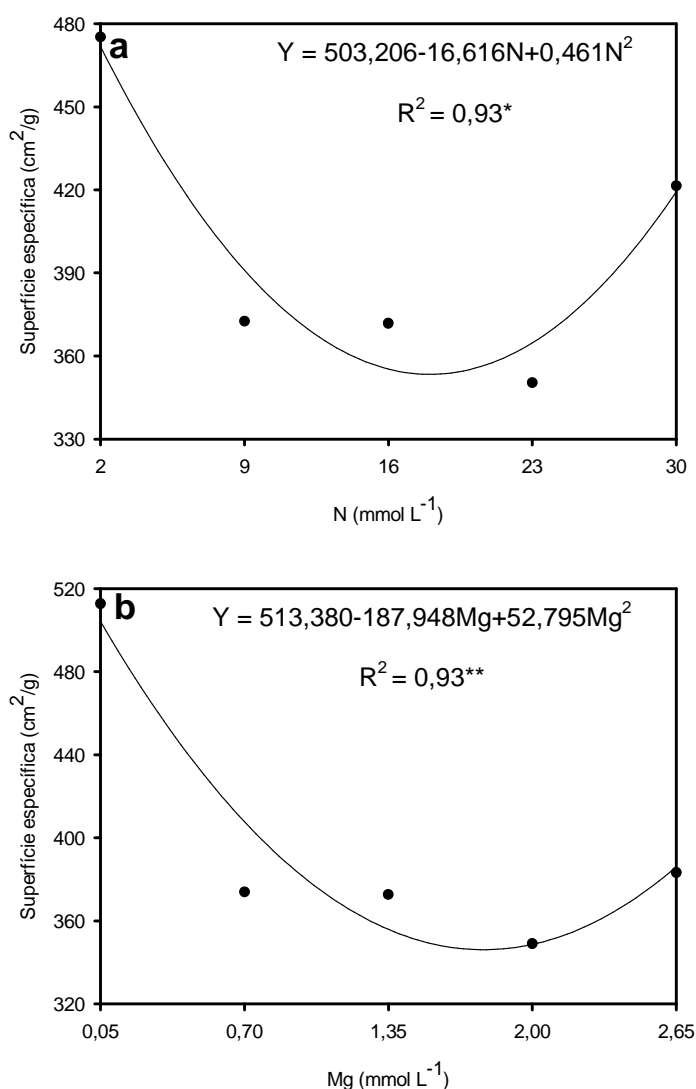 480
a
Y = 503,206-16,616N+0,461N²
450
R² = 0,93*
420
390
360
330
Superfície específica (cm²/g)
2 9 16 23 30
N (mmol L⁻¹)
520
b
Y = 513,380-187,948Mg+52,795Mg²
480
R² = 0,93**
440
400
360
320
Superfície específica (cm²/g)
0,05 0,70 1,35 2,00 2,65
Mg (mmol L⁻¹)